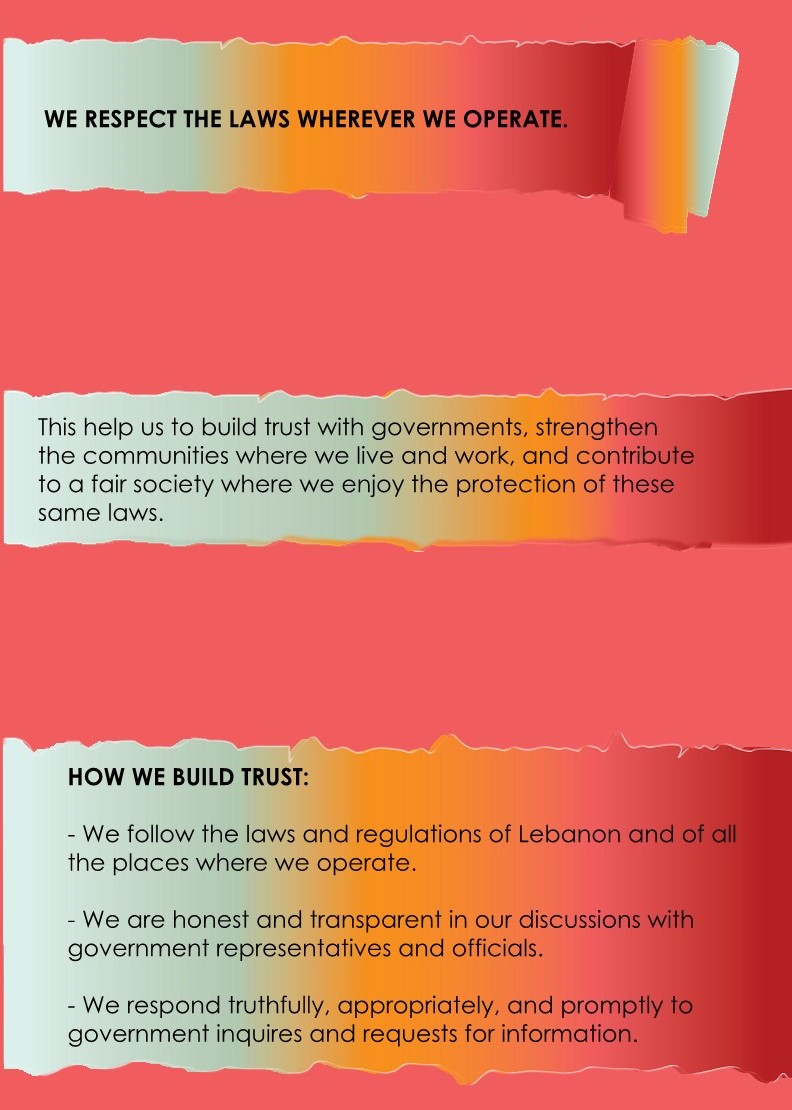 WE RESPECT THE LAWS WHEREVER WE OPERATE.
This help us to build trust with governments, strengthen
the communities where we live and work, and contribute
to a fair society where we enjoy the protection of these
same laws.
HOW WE BUILD TRUST:
- We follow the laws and regulations of Lebanon and of all
the places where we operate.
- We are honest and transparent in our discussions with
government representatives and officials.
- We respond truthfully, appropriately, and promptly to
government inquires and requests for information.